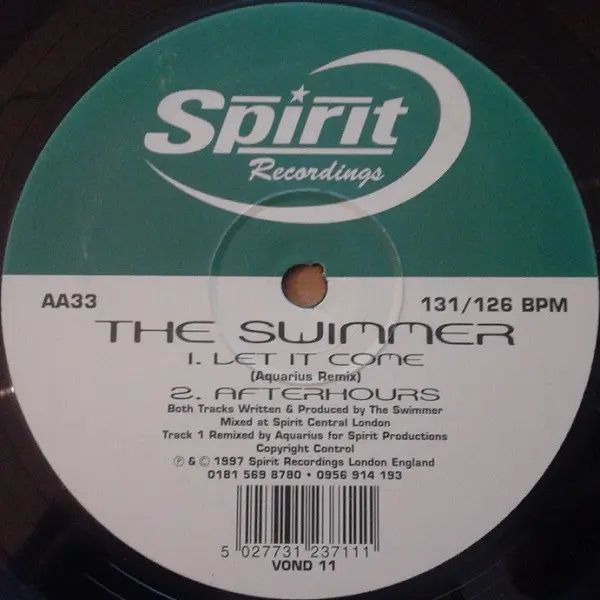 Spirit
Recordings
AA33
131/126 BPM
THE SWIMMER
1. LET IT COME
(Aquarius Remix)
2. AFTERHOURS
Both Tracks Written & Produced by The Swimmer
Mixed at Spirit Central London
Track 1 Remixed by Aquarius for Spirit Productions
Copyright Control
℗ & © 1997 Spirit Recordings London England
0181 569 8780 • 0956 914 193
5 027731 237111
VOND 11